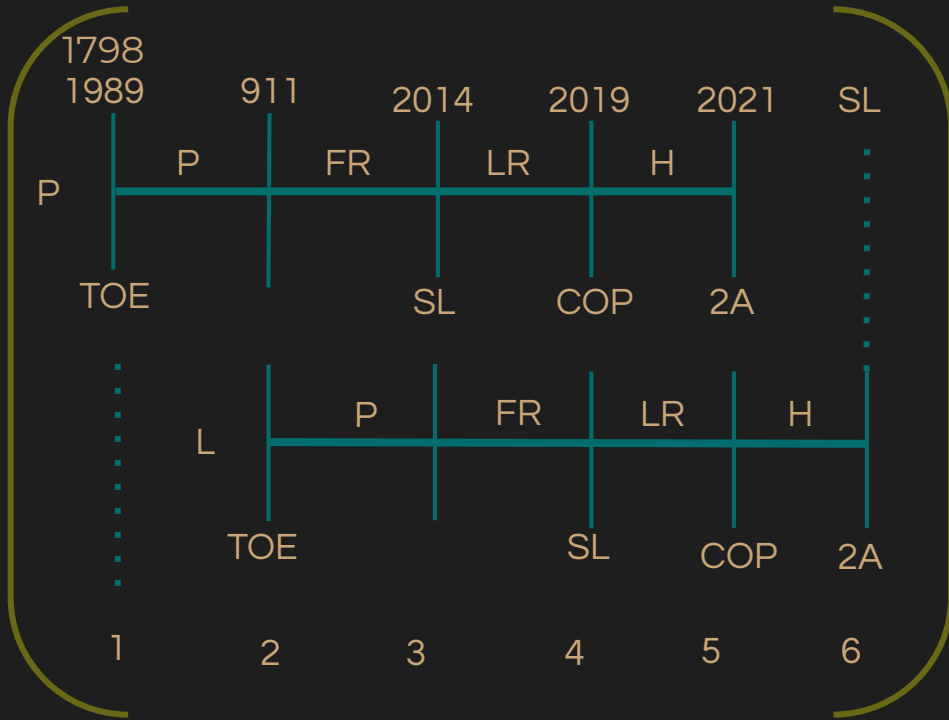 1798
1989 911 2014 2019 2021 SL
P P FR LR H
TOE SL COP 2A
L P FR LR H
TOE SL COP 2A
1 2 3 4 5 6